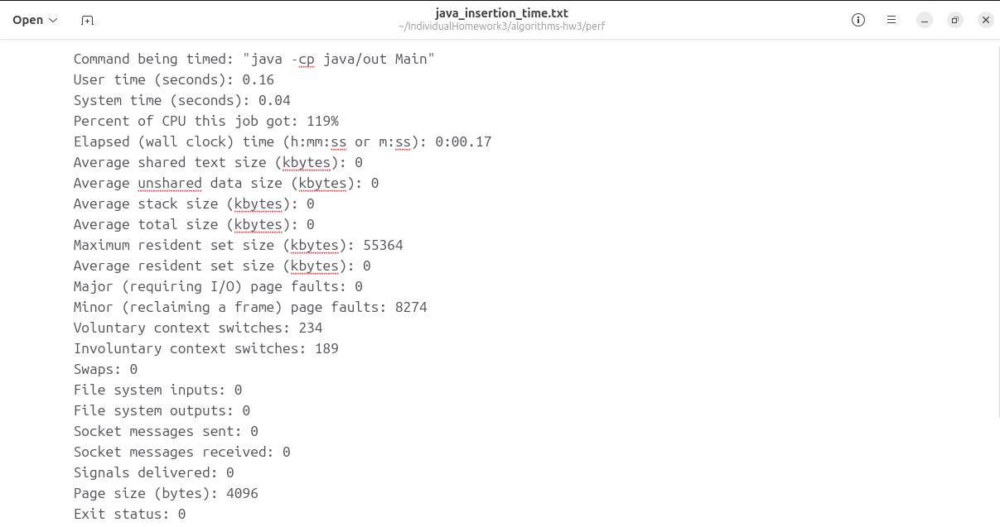 Open
java_insertion_time.txt
~/IndividualHomework3/algorithms-hw3/perf
Command being timed: "java -cp java/out Main"
User time (seconds): 0.16
System time (seconds): 0.04
Percent of CPU this job got: 119%
Elapsed (wall clock) time (h:mm:ss or m:ss): 0:00.17
Average shared text size (kbytes): 0
Average unshared data size (kbytes): 0
Average stack size (kbytes): 0
Average total size (kbytes): 0
Maximum resident set size (kbytes): 55364
Average resident set size (kbytes): 0
Major (requiring I/O) page faults: 0
Minor (reclaiming a frame) page faults: 8274
Voluntary context switches: 234
Involuntary context switches: 189
Swaps: 0
File system inputs: 0
File system outputs: 0
Socket messages sent: 0
Socket messages received: 0
Signals delivered: 0
Page size (bytes): 4096
Exit status: 0